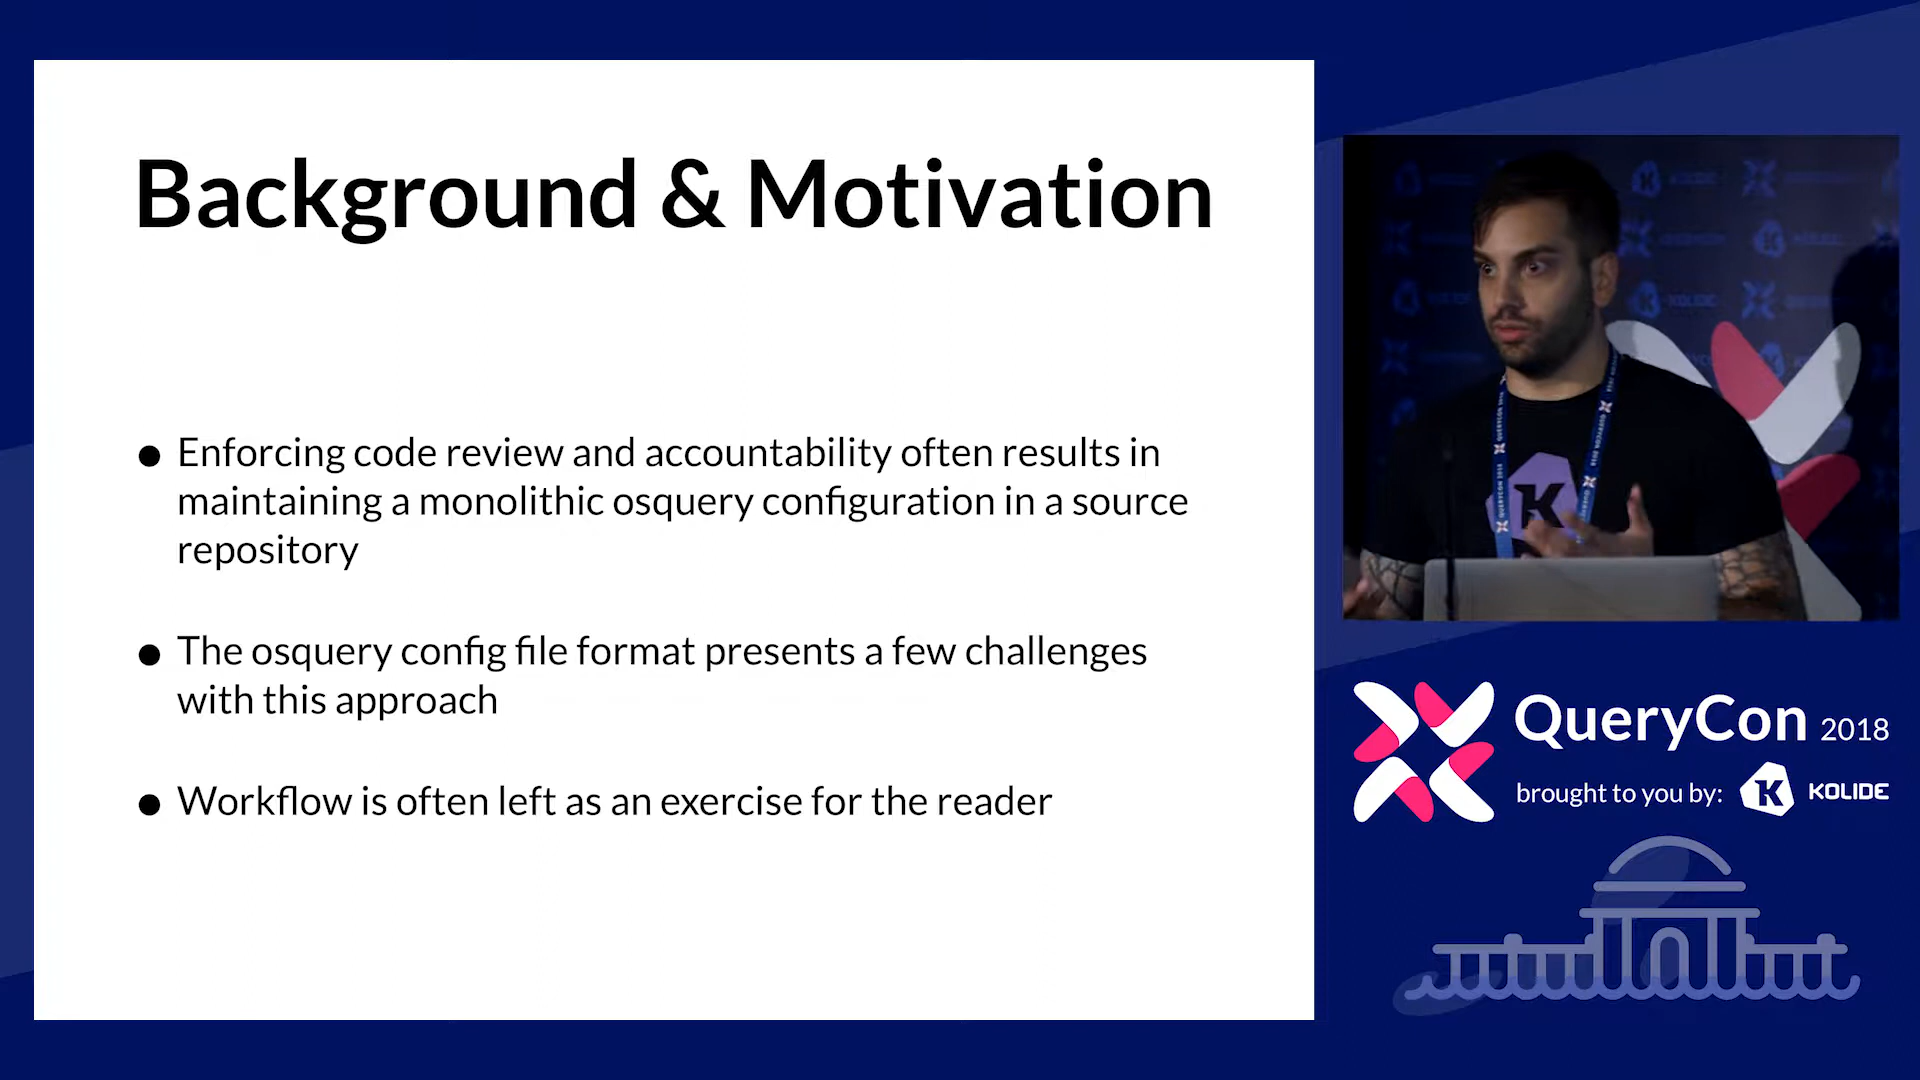 Background & Motivation
● Enforcing code review and accountability often results in
maintaining a monolithic osquery configuration in a source
repository
● The osquery config file format presents a few challenges
with this approach
● Workflow is often left as an exercise for the reader
KOLIDE
K
QueryCon 2018
brought to you by: K KOLIDE